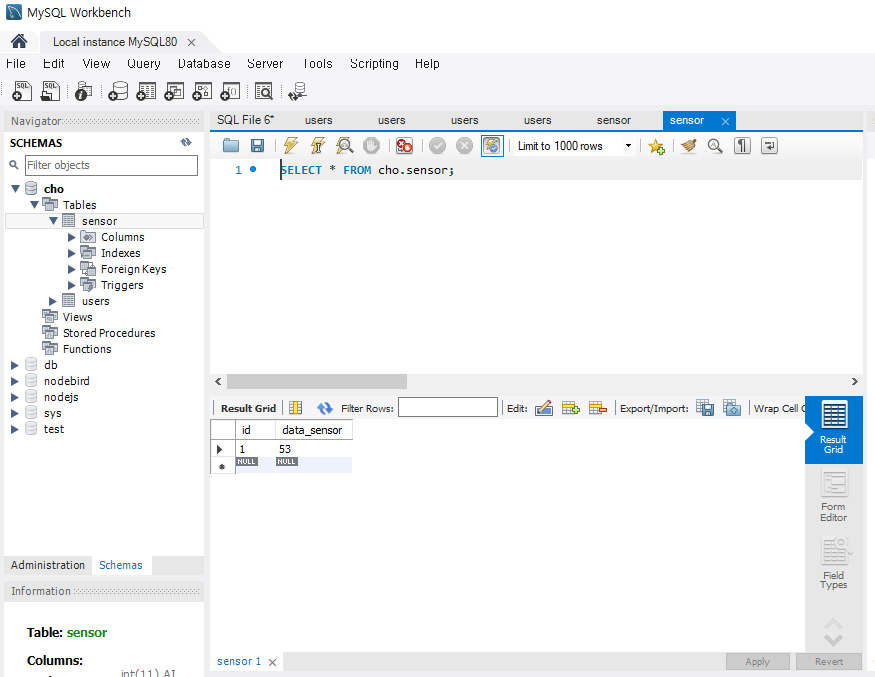 MySQL Workbench
Local instance MySQL80
File Edit View Query Database Server Tools Scripting Help
Navigator
SCHEMAS
Filter objects
cho
Tables
sensor
Columns
Indexes
Foreign Keys
Triggers
users
Views
Stored Procedures
Functions
db
nodebird
nodejs
sys
test
Administration Schemas
Information
Table: sensor
Columns:
int(11) AI
SQL File 6* users users users users sensor sensor
Limit to 1000 rows
1 SELECT * FROM cho.sensor;
Result Grid Filter Rows: Edit: Export/Import: Wrap Cell C
id data_sensor
1 53
NULL NULL
Result
Grid
Form
Editor
Field
Types
sensor 1
Apply Revert